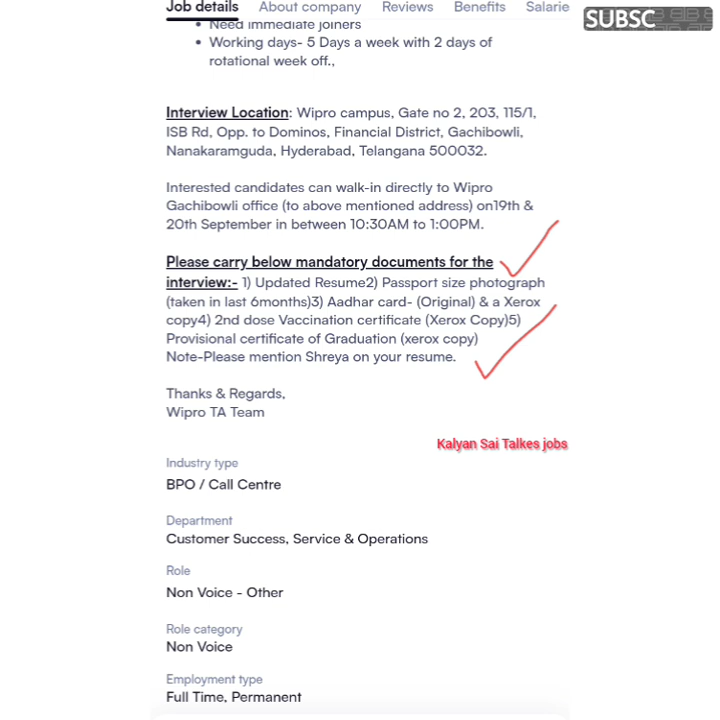 Job details About company Reviews Benefits Salarie
SUBSC
• Need immediate joiners
• Working days- 5 Days a week with 2 days of
rotational week off.,
Interview Location: Wipro campus, Gate no 2, 203, 115/1,
ISB Rd, Opp. to Dominos, Financial District, Gachibowli,
Nanakaramguda, Hyderabad, Telangana 500032.
Interested candidates can walk-in directly to Wipro
Gachibowli office (to above mentioned address) on19th &
20th September in between 10:30AM to 1:00PM.
Please carry below mandatory documents for the
interview:- 1) Updated Resume2) Passport size photograph
(taken in last 6months)3) Aadhar card- (Original) & a Xerox
copy4) 2nd dose Vaccination certificate (Xerox Copy)5)
Provisional certificate of Graduation (xerox copy)
Note-Please mention Shreya on your resume.
Thanks & Regards,
Wipro TA Team
Kalyan Sai Talkes jobs
Industry type
BPO / Call Centre
Department
Customer Success, Service & Operations
Role
Non Voice - Other
Role category
Non Voice
Employment type
Full Time, Permanent